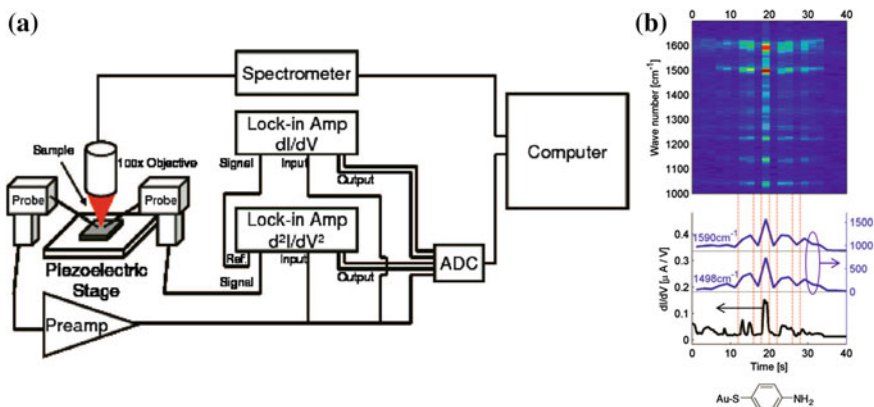 (a)
Spectrometer
Lock-in Amp
dI/dV
Signal
Input
Output
Sample
100x Objective
Probe
Probe
Piezoelectric
Stage
Lock-in Amp
d²I/dV²
Ref.
Signal
Input
Output
ADC
Computer
Preamp
(b)
0 10 20 30 40
1600
1500
1400
1300
1200
1100
1000
Wave number [cm⁻¹]
1590cm⁻¹
1498cm⁻¹
0.4
0.3
0.2
0.1
0
dI/dV [μ A / V]
1500
1000
500
0
0 10 20 30 40
Time [s]
Au-S
NH₂